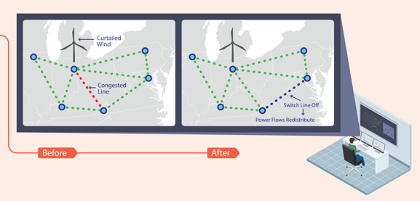 Curtailed
Wind
Congested
Line
Switch Line Off
Power Flows Redistribute
Before
After